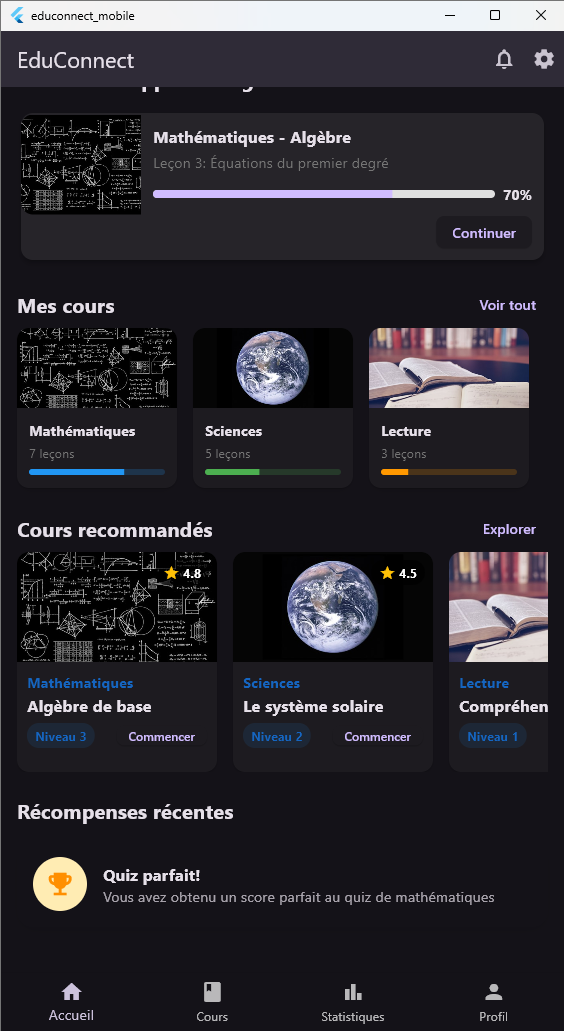 educonnect_mobile
EduConnect
Mathématiques - Algèbre
Leçon 3: Équations du premier degré
70%
Continuer
Mes cours
Voir tout
Mathématiques
7 leçons
Sciences
5 leçons
Lecture
3 leçons
Cours recommandés
Explorer
4.8
Mathématiques
Algèbre de base
Niveau 3
Commencer
4.5
Sciences
Le système solaire
Niveau 2
Commencer
Lecture
Compréhen
Niveau 1
Récompenses récentes
Quiz parfait!
Vous avez obtenu un score parfait au quiz de mathématiques
Accueil
Cours
Statistiques
Profil